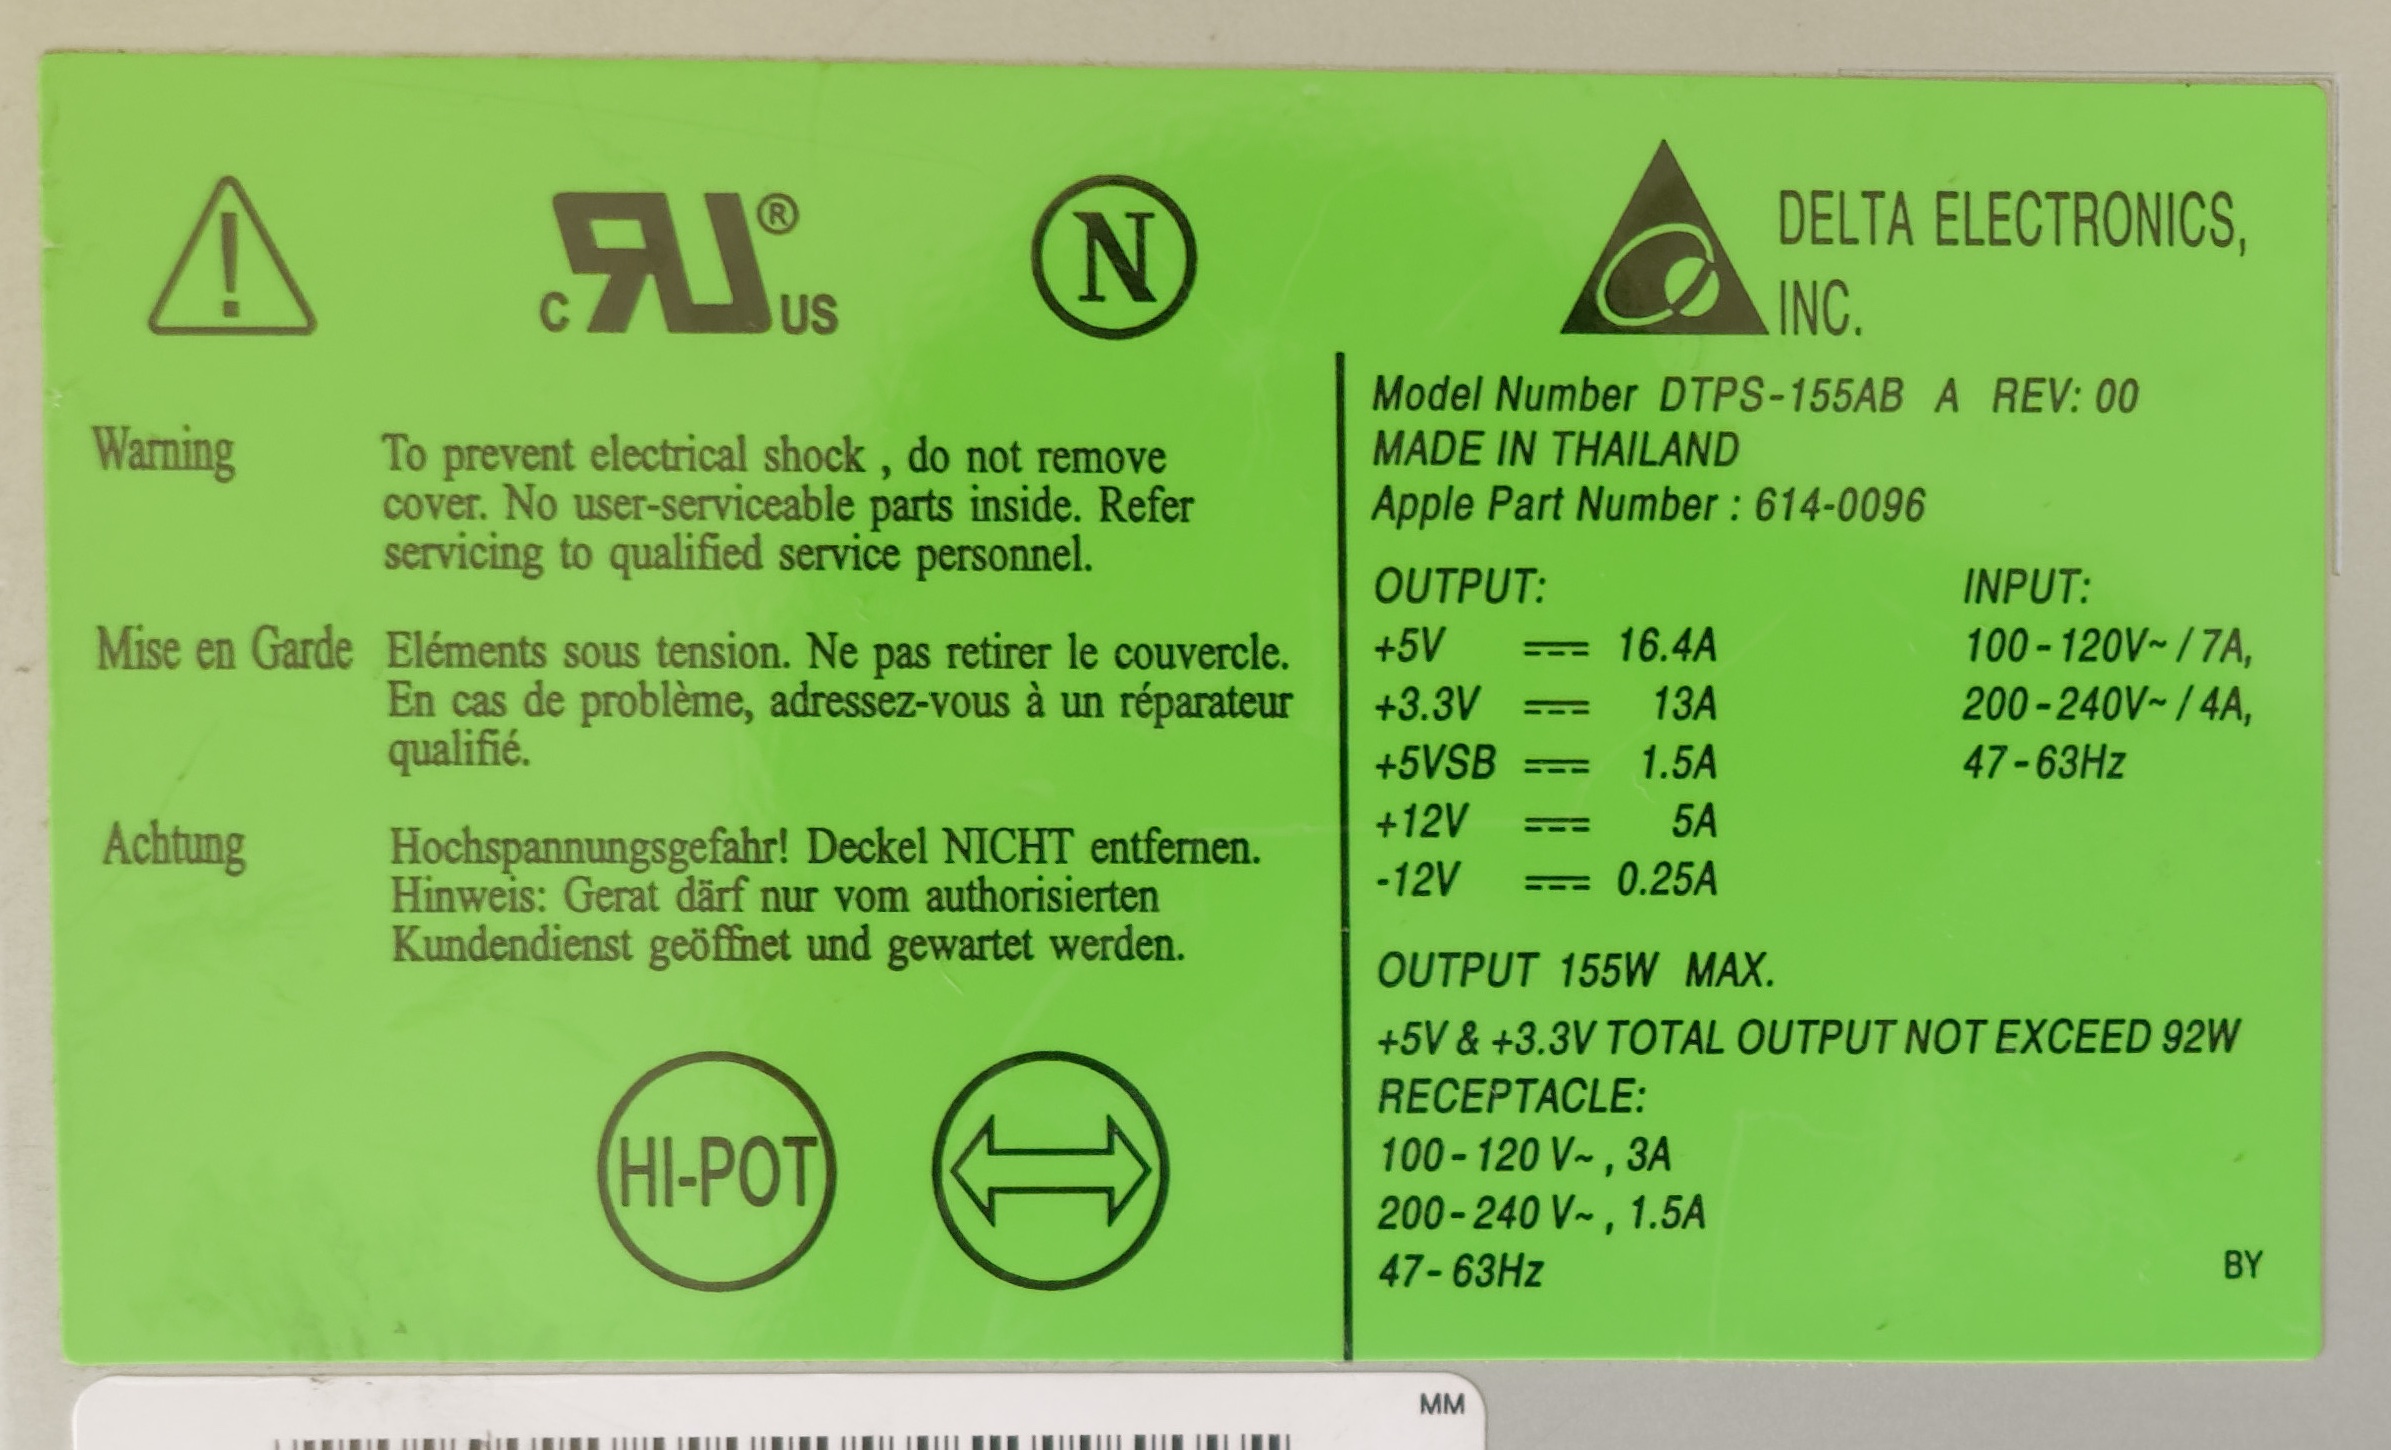 c RU® US
N
DELTA ELECTRONICS,
INC.
Warning
To prevent electrical shock , do not remove
cover. No user-serviceable parts inside. Refer
servicing to qualified service personnel.
Mise en Garde
Eléments sous tension. Ne pas retirer le couvercle.
En cas de problème, adressez-vous à un réparateur
qualifié.
Achtung
Hochspannungsgefahr! Deckel NICHT entfernen.
Hinweis: Gerat därf nur vom authorisierten
Kundendienst geöffnet und gewartet werden.
HI-POT
Model Number DTPS-155AB A REV: 00
MADE IN THAILAND
Apple Part Number : 614-0096
OUTPUT:
+5V 16.4A
+3.3V 13A
+5VSB 1.5A
+12V 5A
-12V 0.25A
INPUT:
100-120V~ / 7A,
200-240V~ / 4A,
47-63Hz
OUTPUT 155W MAX.
+5V & +3.3V TOTAL OUTPUT NOT EXCEED 92W
RECEPTACLE:
100-120 V~ , 3A
200-240 V~ , 1.5A
47-63Hz
BY
MM